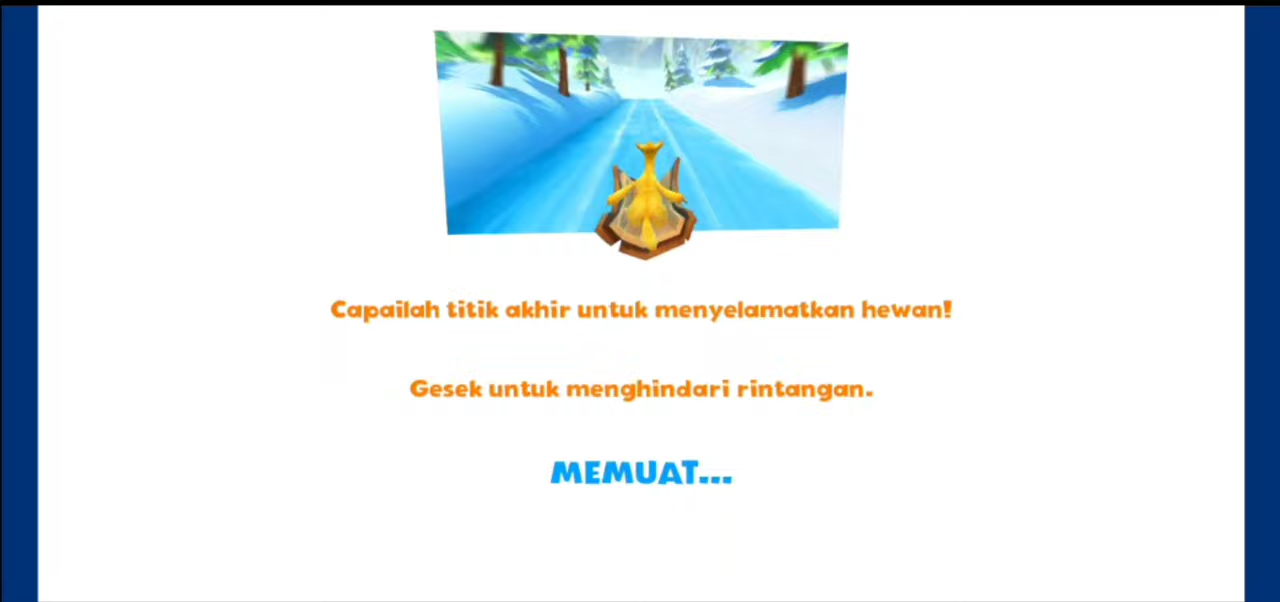 Capailah titik akhir untuk menyelamatkan hewan!
Gesek untuk menghindari rintangan.
MEMUAT...